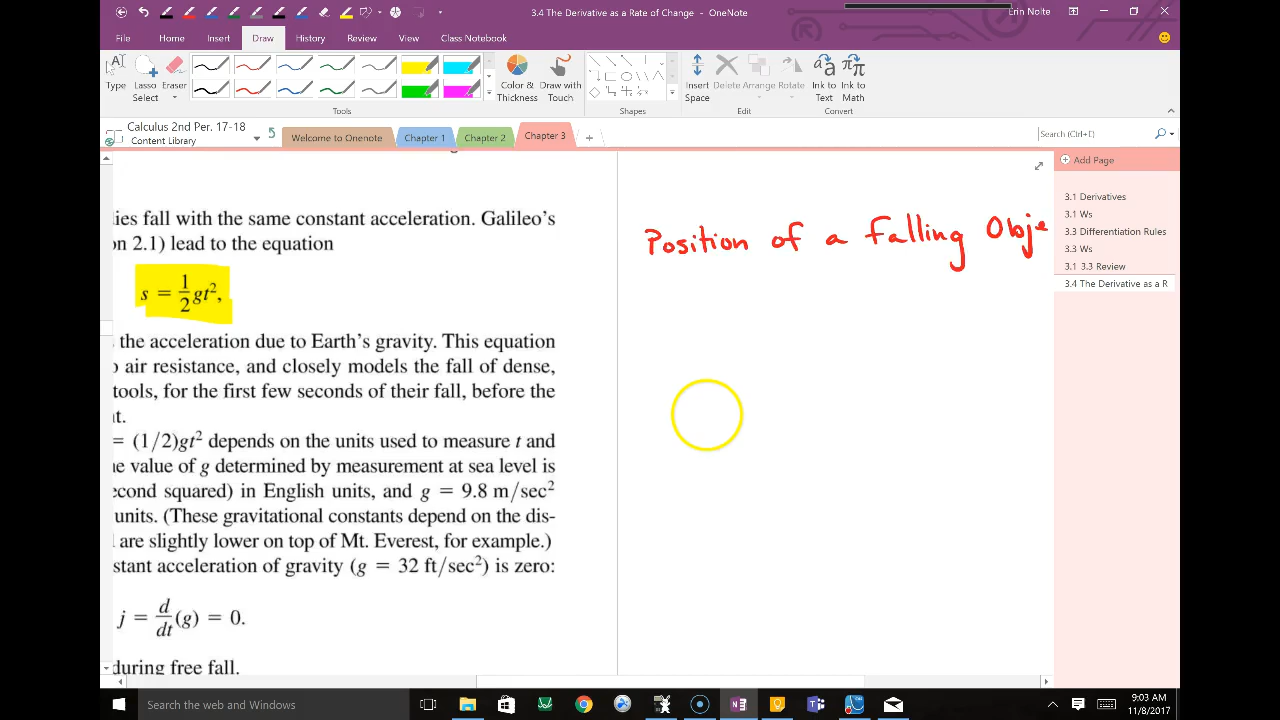 3.4 The Derivative as a Rate of Change - OneNote
Erin Nolte
File Home Insert Draw History Review View Class Notebook
Type
Lasso Select
Eraser
Color & Thickness
Draw with Touch
Insert Space
Delete Arrange Rotate
Ink to Text
Ink to Math
Tools Shapes Edit Convert
Calculus 2nd Per. 17-18
Content Library
Welcome to Onenote Chapter 1 Chapter 2 Chapter 3
Search (Ctrl+E)
Add Page
3.1 Derivatives
3.1 Ws
3.3 Differentiation Rules
3.3 Ws
3.1 3.3 Review
3.4 The Derivative as a R
ies fall with the same constant acceleration. Galileo's
on 2.1) lead to the equation
s = 1/2 gt²,
the acceleration due to Earth's gravity. This equation
air resistance, and closely models the fall of dense,
tools, for the first few seconds of their fall, before the
t.
= (1/2)gt² depends on the units used to measure t and
e value of g determined by measurement at sea level is
econd squared) in English units, and g = 9.8 m/sec²
units. (These gravitational constants depend on the dis-
are slightly lower on top of Mt. Everest, for example.)
stant acceleration of gravity (g = 32 ft/sec²) is zero:
j = d/dt (g) = 0.
during free fall.
Position of a Falling Obje
Search the web and Windows
9:03 AM
11/8/2017